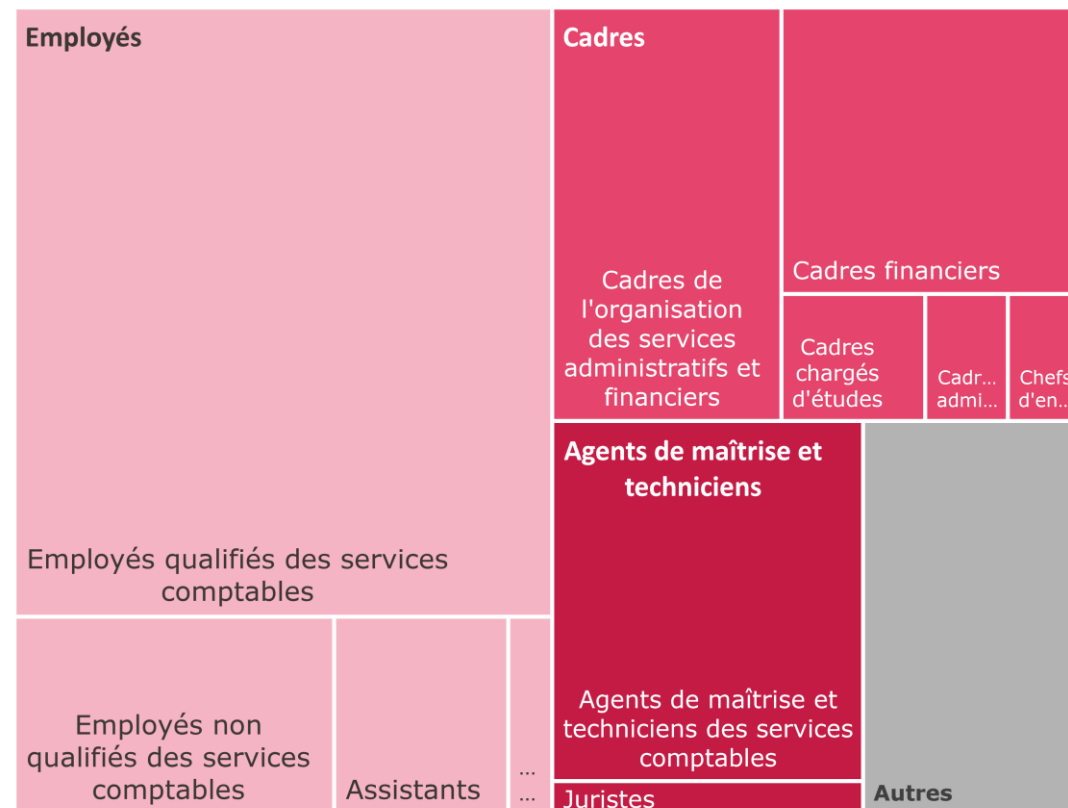 Employés
Employés qualifiés des services
comptables
Employés non
qualifiés des services
comptables
Assistants
...
...
Cadres
Cadres de
l'organisation
des services
administratifs et
financiers
Cadres financiers
Cadres
chargés
d'études
Cadr...
admi...
Chefs
d'en...
Agents de maîtrise et
techniciens
Agents de maîtrise et
techniciens des services
comptables
Juristes
Autres